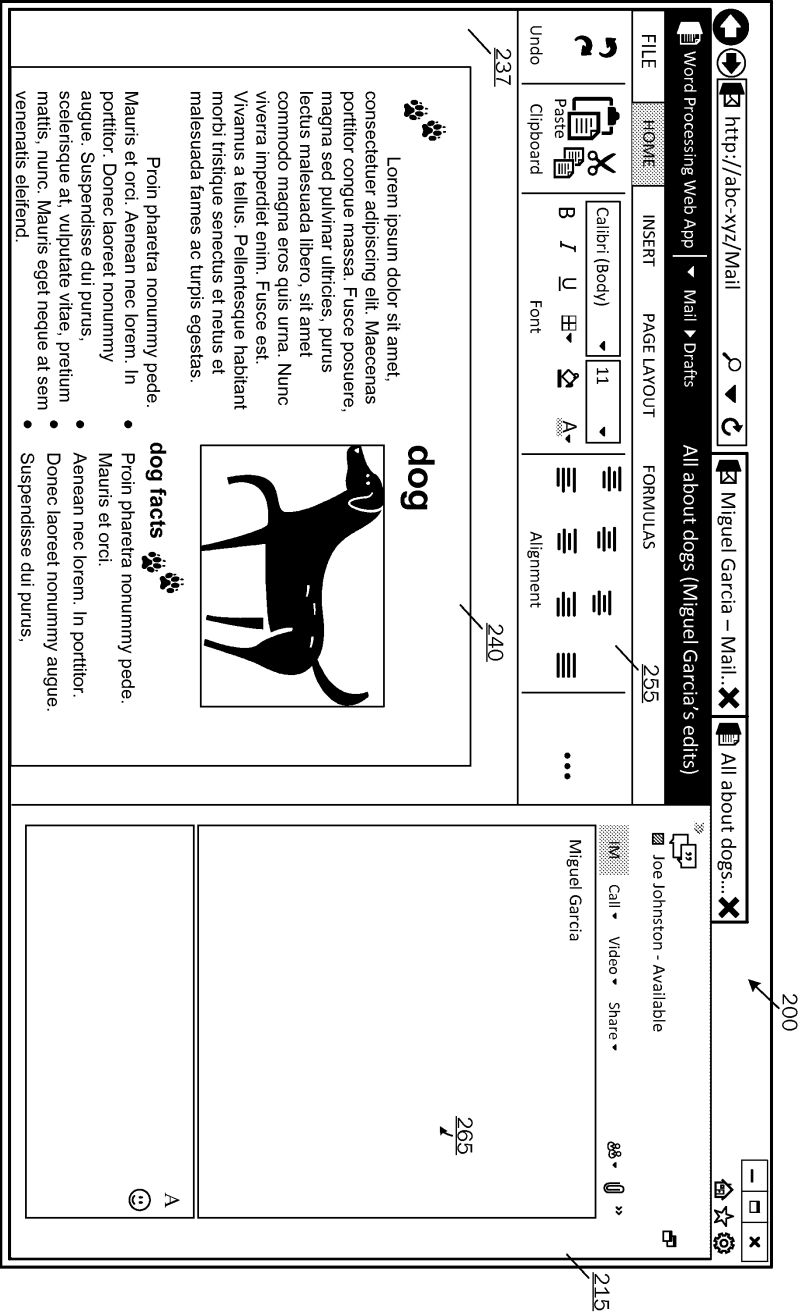 200
http://abc-xyz/Mail
Miguel Garcia – Mail...
All about dogs...
Word Processing Web App
Mail
Drafts
All about dogs (Miguel Garcia's edits)
FILE
HOME
INSERT
PAGE LAYOUT
FORMULAS
255
Calibri (Body)
11
Paste
B I U
A
Undo
Clipboard
Font
Alignment
237
240
dog
Lorem ipsum dolor sit amet,
consectetuer adipiscing elit. Maecenas
porttitor congue massa. Fusce posuere,
magna sed pulvinar ultricies, purus
lectus malesuada libero, sit amet
commodo magna eros quis urna. Nunc
viverra imperdiet enim. Fusce est.
Vivamus a tellus. Pellentesque habitant
morbi tristique senectus et netus et
malesuada fames ac turpis egestas.
Proin pharetra nonummy pede.
Mauris et orci. Aenean nec lorem. In
porttitor. Donec laoreet nonummy
augue. Suspendisse dui purus,
scelerisque at, vulputate vitae, pretium
mattis, nunc. Mauris eget neque at sem
venenatis eleifend.
dog facts
• Proin pharetra nonummy pede.
Mauris et orci.
• Aenean nec lorem. In porttitor.
• Donec laoreet nonummy augue.
• Suspendisse dui purus,
»
Joe Johnston - Available
IM
Call
Video
Share
»
Miguel Garcia
265
A
215